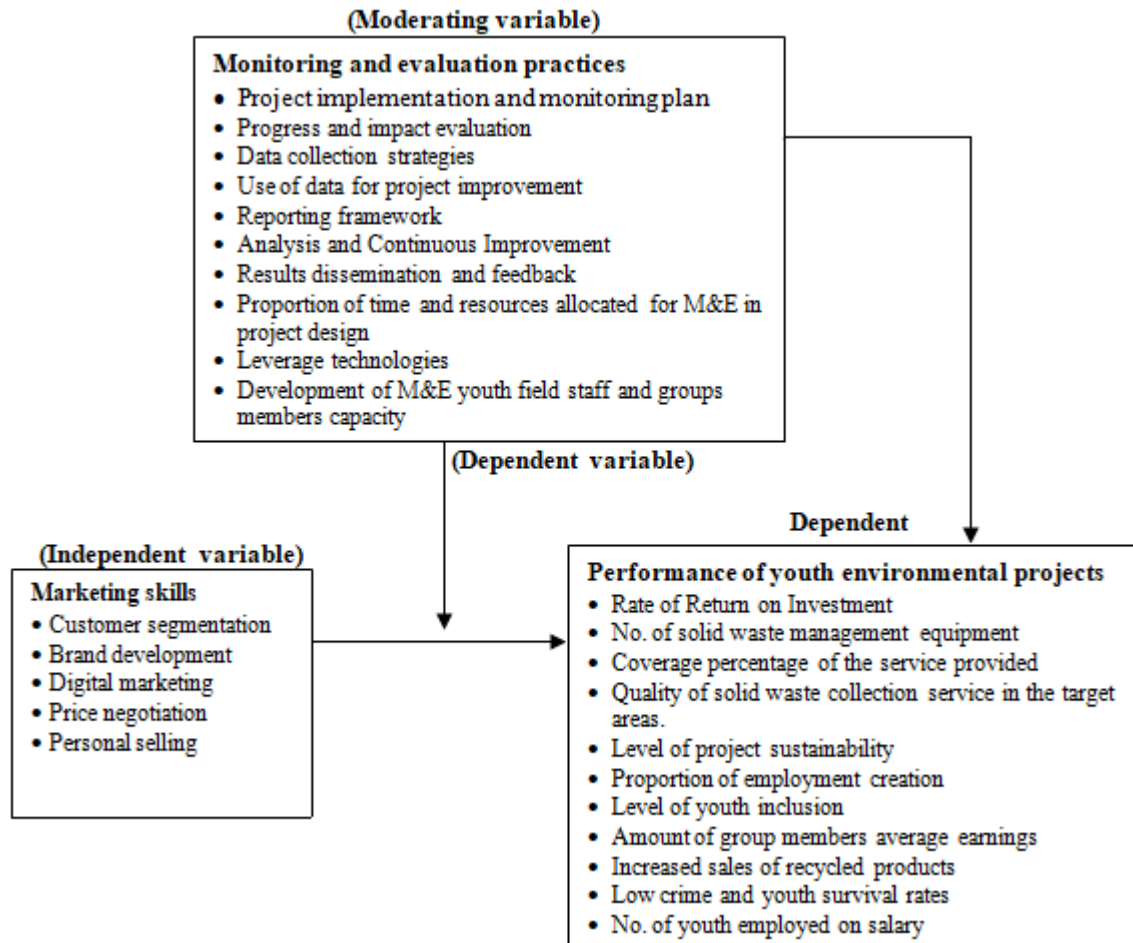 (Moderating variable)
Monitoring and evaluation practices
• Project implementation and monitoring plan
• Progress and impact evaluation
• Data collection strategies
• Use of data for project improvement
• Reporting framework
• Analysis and Continuous Improvement
• Results dissemination and feedback
• Proportion of time and resources allocated for M&E in
project design
• Leverage technologies
• Development of M&E youth field staff and groups
members capacity
(Dependent variable)
(Independent variable)
Marketing skills
• Customer segmentation
• Brand development
• Digital marketing
• Price negotiation
• Personal selling
Dependent
Performance of youth environmental projects
• Rate of Return on Investment
• No. of solid waste management equipment
• Coverage percentage of the service provided
• Quality of solid waste collection service in the target
areas.
• Level of project sustainability
• Proportion of employment creation
• Level of youth inclusion
• Amount of group members average earnings
• Increased sales of recycled products
• Low crime and youth survival rates
• No. of youth employed on salary